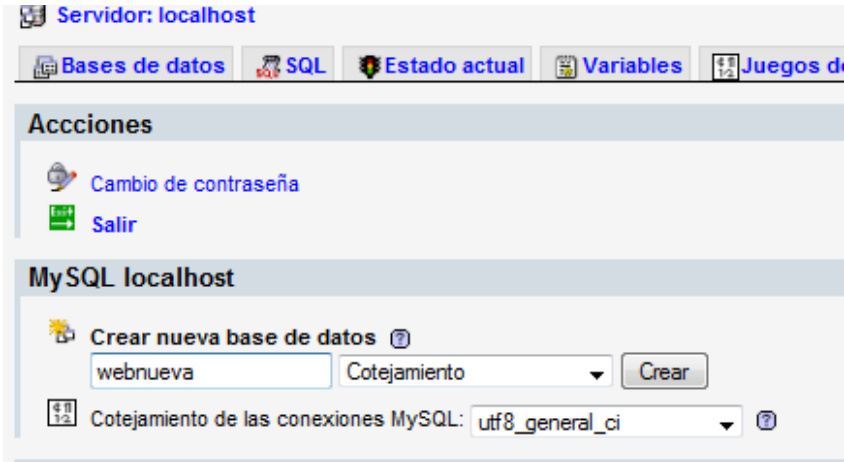 Servidor: localhost
Bases de datos SQL Estado actual Variables Juegos d
Accciones
Cambio de contraseña
Exit
Salir
MySQL localhost
Crear nueva base de datos
webnueva Cotejamiento Crear
Cotejamiento de las conexiones MySQL: utf8_general_ci